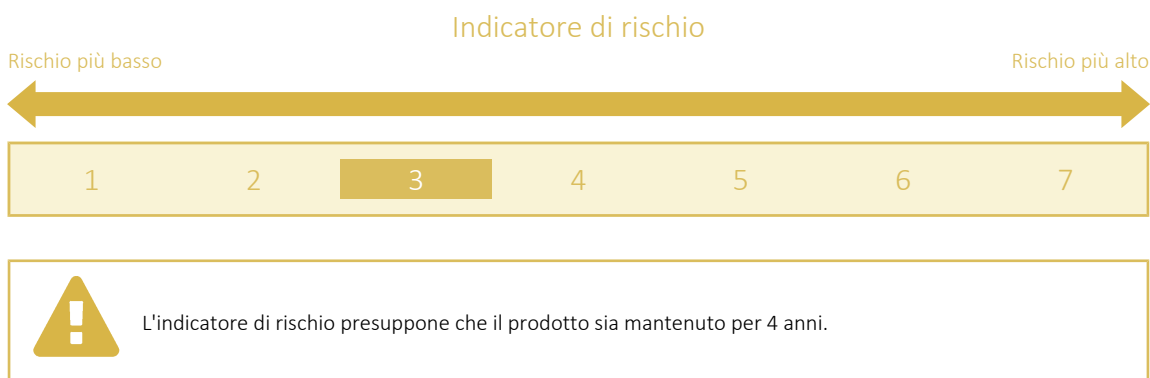 Indicatore di rischio
Rischio più basso Rischio più alto
1 2 3 4 5 6 7
L'indicatore di rischio presuppone che il prodotto sia mantenuto per 4 anni.